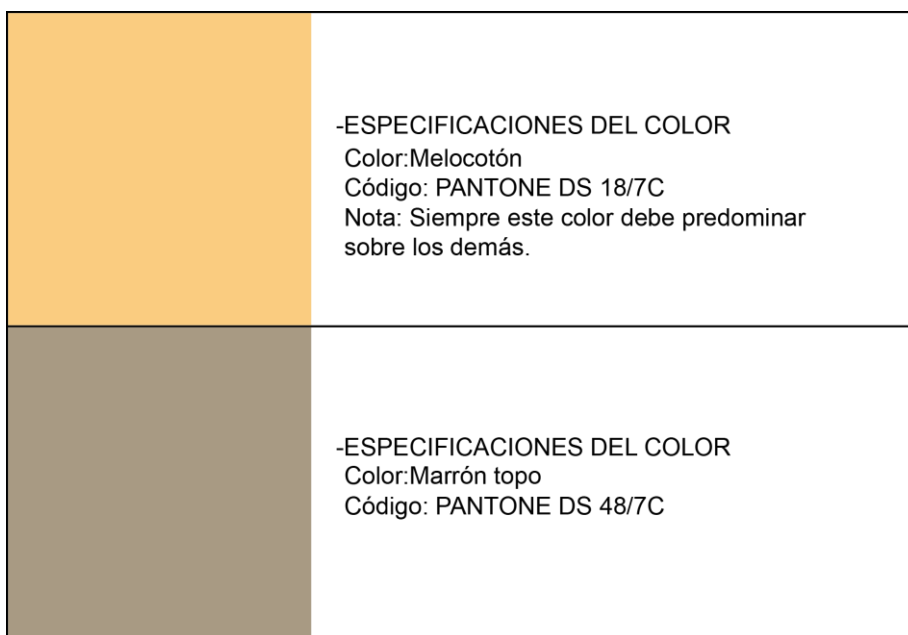 -ESPECIFICACIONES DEL COLOR
Color:Melocotón
Código: PANTONE DS 18/7C
Nota: Siempre este color debe predominar
sobre los demás.
-ESPECIFICACIONES DEL COLOR
Color:Marrón topo
Código: PANTONE DS 48/7C